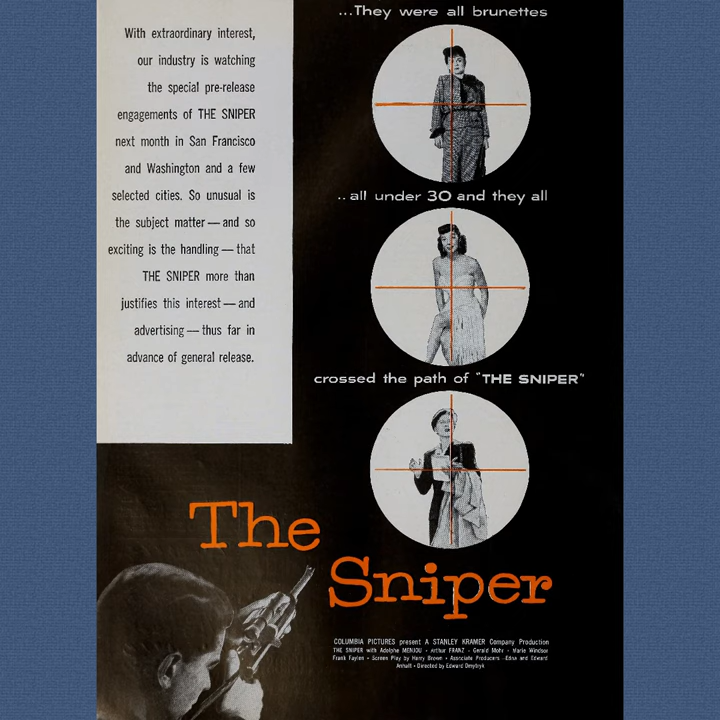 With extraordinary interest,
our industry is watching
the special pre-release
engagements of THE SNIPER
next month in San Francisco
and Washington and a few
selected cities. So unusual is
the subject matter — and so
exciting is the handling — that
THE SNIPER more than
justifies this interest — and
advertising — thus far in
advance of general release.
...They were all brunettes
..all under 30 and they all
crossed the path of "THE SNIPER"
The
Sniper
COLUMBIA PICTURES present A STANLEY KRAMER Company Production
THE SNIPER with Adolphe MENJOU • Arthur FRANZ • Gerald Mohr • Marie Windsor
Frank Faylen • Screen Play by Harry Brown • Associate Producers - Edna and Edward
Anhalt • Directed by Edward Dmytryk